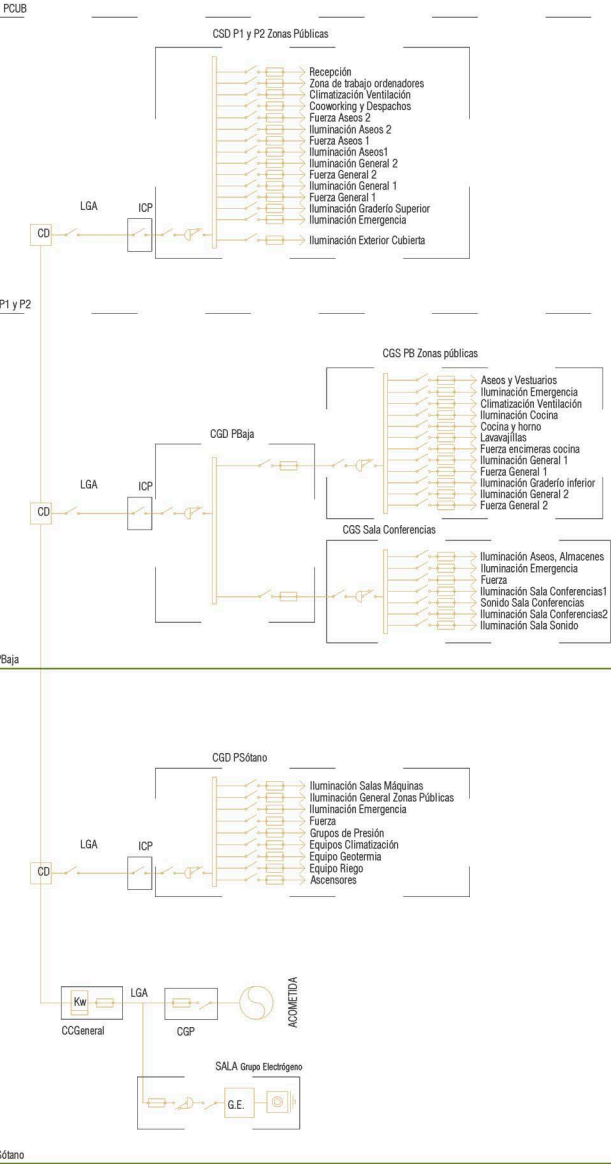 PCUB
CSD P1 y P2 Zonas Públicas
Recepción
Zona de trabajo ordenadores
Climatización Ventilación
Cooworking y Despachos
Fuerza Aseos 2
Iluminación Aseos 2
Fuerza Aseos 1
Iluminación Aseos1
Iluminación General 2
Fuerza General 2
Iluminación General 1
Fuerza General 1
Iluminación Graderío Superior
Iluminación Emergencia
Iluminación Exterior Cubierta
LGA
ICP
CD
P1 y P2
CGS PB Zonas públicas
Aseos y Vestuarios
Iluminación Emergencia
Climatización Ventilación
Iluminación Cocina
Cocina y horno
Lavavajillas
Fuerza encimeras cocina
Iluminación General 1
Fuerza General 1
Iluminación Graderío inferior
Iluminación General 2
Fuerza General 2
CGD PBaja
LGA
ICP
CD
CGS Sala Conferencias
Iluminación Aseos, Almacenes
Iluminación Emergencia
Fuerza
Iluminación Sala Conferencias1
Sonido Sala Conferencias
Iluminación Sala Conferencias2
Iluminación Sala Sonido
PBaja
CGD PSótano
Iluminación Salas Máquinas
Iluminación General Zonas Públicas
Iluminación Emergencia
Fuerza
Grupos de Presión
Equipos Climatización
Equipo Geotermia
Equipo Riego
Ascensores
LGA
ICP
CD
Kw
LGA
CCGeneral
CGP
ACOMETIDA
SALA Grupo Electrógeno
G.E.
Sótano